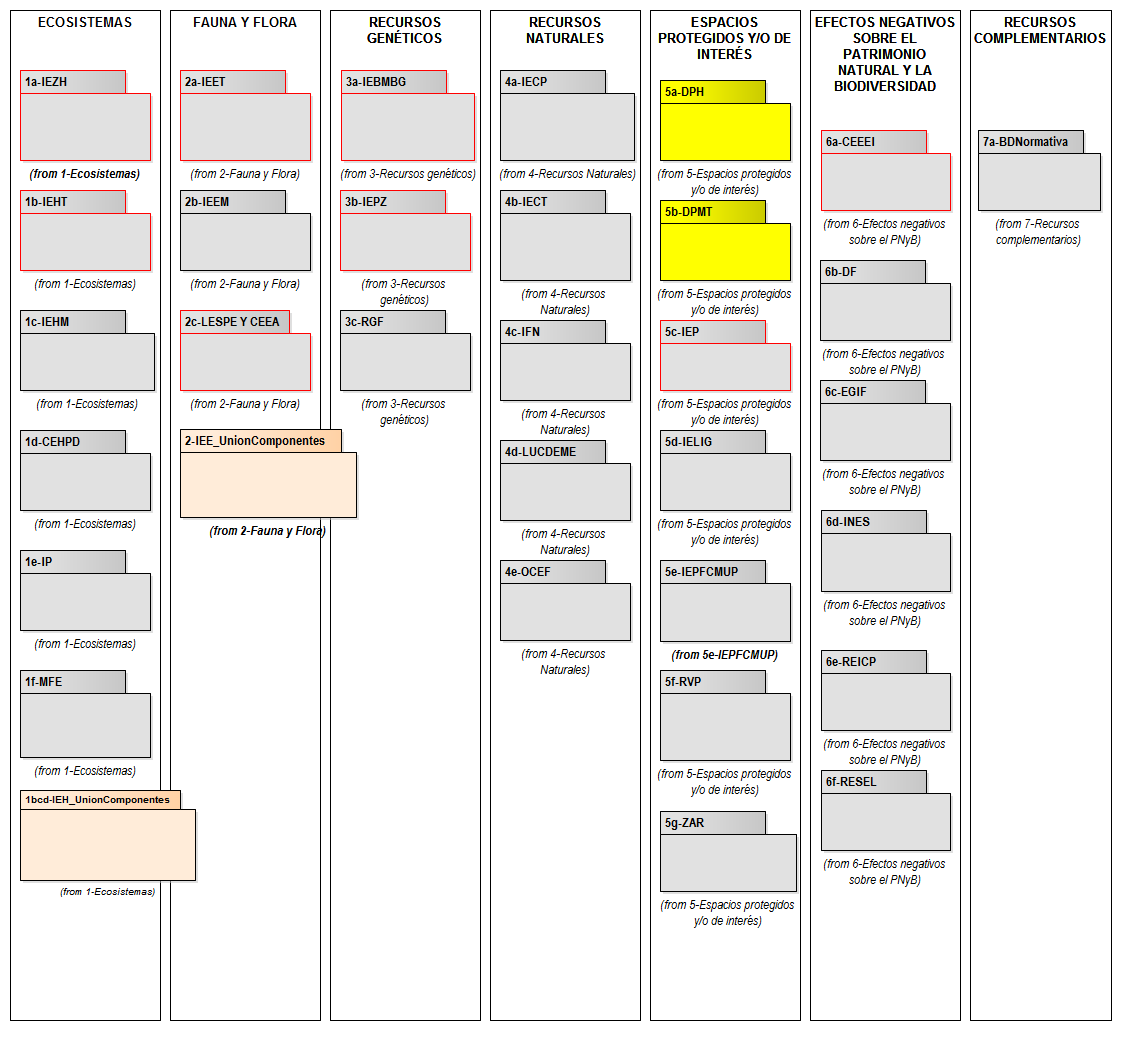 ECOSISTEMAS
1a-IEZH
(from 1-Ecosistemas)
1b-IEHT
(from 1-Ecosistemas)
1c-IEHM
(from 1-Ecosistemas)
1d-CEHPD
(from 1-Ecosistemas)
1e-IP
(from 1-Ecosistemas)
1f-MFE
(from 1-Ecosistemas)
1bcd-IEH_UnionComponentes
(from 1-Ecosistemas)
FAUNA Y FLORA
2a-IEET
(from 2-Fauna y Flora)
2b-IEEM
(from 2-Fauna y Flora)
2c-LESPE Y CEEA
(from 2-Fauna y Flora)
2-IEE_UnionComponentes
(from 2-Fauna y Flora)
RECURSOS
GENÉTICOS
3a-IEBMBG
(from 3-Recursos genéticos)
3b-IEPZ
(from 3-Recursos
genéticos)
3c-RGF
(from 3-Recursos
genéticos)
RECURSOS
NATURALES
4a-IECP
(from 4-Recursos Naturales)
4b-IECT
(from 4-Recursos
Naturales)
4c-IFN
(from 4-Recursos
Naturales)
4d-LUCDEME
(from 4-Recursos
Naturales)
4e-OCEF
(from 4-Recursos
Naturales)
ESPACIOS
PROTEGIDOS Y/O DE
INTERÉS
5a-DPH
(from 5-Espacios protegidos
y/o de interés)
5b-DPMT
(from 5-Espacios protegidos
y/o de interés)
5c-IEP
(from 5-Espacios protegidos
y/o de interés)
5d-IELIG
(from 5-Espacios protegidos
y/o de interés)
5e-IEPFCMUP
(from 5e-IEPFCMUP)
5f-RVP
(from 5-Espacios protegidos
y/o de interés)
5g-ZAR
(from 5-Espacios protegidos
y/o de interés)
EFECTOS NEGATIVOS
SOBRE EL
PATRIMONIO
NATURAL Y LA
BIODIVERSIDAD
6a-CEEEI
(from 6-Efectos negativos
sobre el PNyB)
6b-DF
(from 6-Efectos negativos
sobre el PNyB)
6c-EGIF
(from 6-Efectos negativos
sobre el PNyB)
6d-INES
(from 6-Efectos negativos
sobre el PNyB)
6e-REICP
(from 6-Efectos negativos
sobre el PNyB)
6f-RESEL
(from 6-Efectos negativos
sobre el PNyB)
RECURSOS
COMPLEMENTARIOS
7a-BDNormativa
(from 7-Recursos
complementarios)